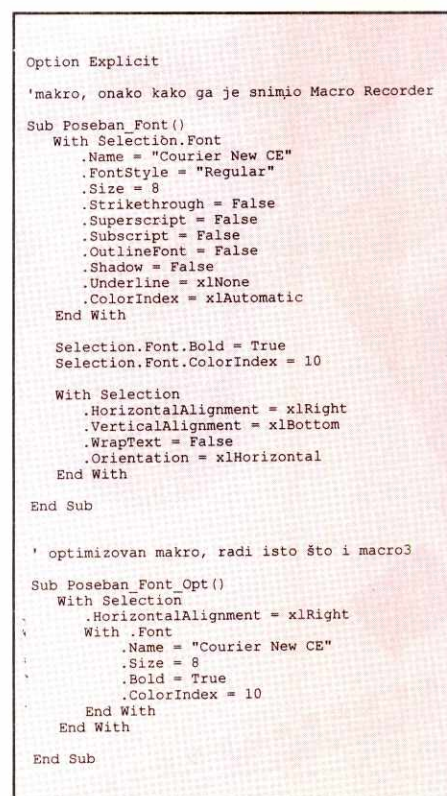 Option Explicit
'makro, onako kako ga je snimio Macro Recorder
Sub Poseban_Font()
With Selection.Font
.Name = "Courier New CE"
.FontStyle = "Regular"
.Size = 8
.Strikethrough = False
.Superscript = False
.Subscript = False
.OutlineFont = False
.Shadow = False
.Underline = xlNone
.ColorIndex = xlAutomatic
End With
Selection.Font.Bold = True
Selection.Font.ColorIndex = 10
With Selection
.HorizontalAlignment = xlRight
.VerticalAlignment = xlBottom
.WrapText = False
.Orientation = xlHorizontal
End With
End Sub
' optimizovan makro, radi isto što i macro3
Sub Poseban_Font_Opt()
With Selection
.HorizontalAlignment = xlRight
With .Font
.Name = "Courier New CE"
.Size = 8
.Bold = True
.ColorIndex = 10
End With
End With
End Sub